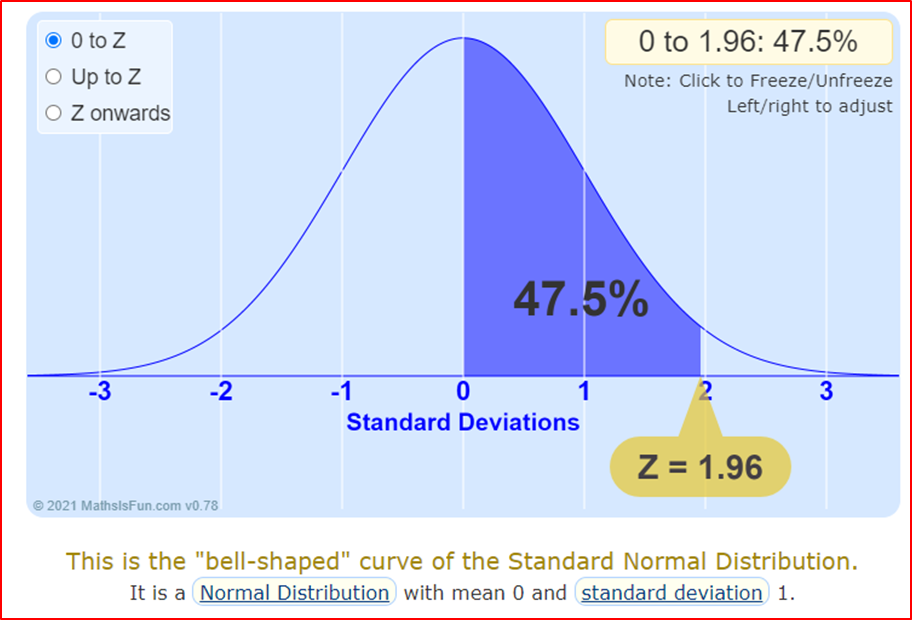 0 to Z
Up to Z
Z onwards
0 to 1.96: 47.5%
Note: Click to Freeze/Unfreeze
Left/right to adjust
47.5%
-3 -2 -1 0 1 2 3
Standard Deviations
Z = 1.96
© 2021 MathsIsFun.com v0.78
This is the "bell-shaped" curve of the Standard Normal Distribution.
It is a Normal Distribution with mean 0 and standard deviation 1.